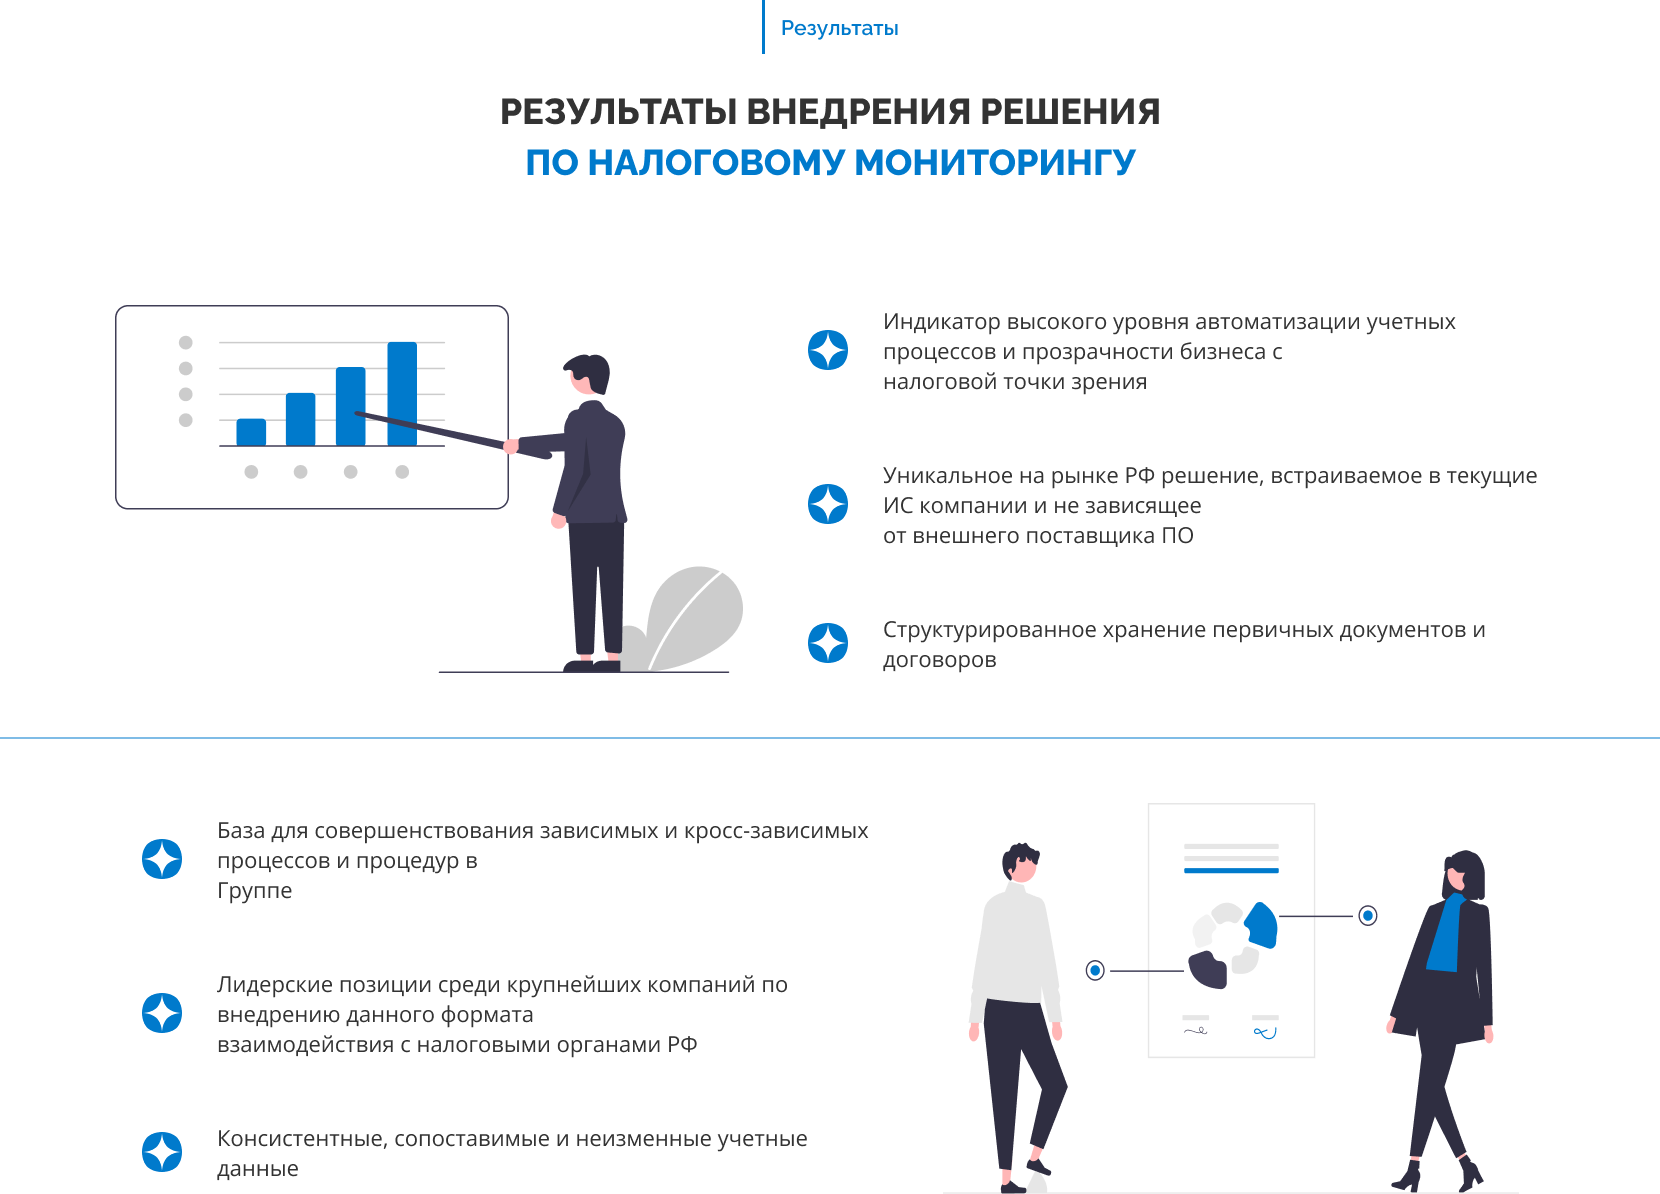 Результаты
РЕЗУЛЬТАТЫ ВНЕДРЕНИЯ РЕШЕНИЯ
ПО НАЛОГОВОМУ МОНИТОРИНГУ
Индикатор высокого уровня автоматизации учетных
процессов и прозрачности бизнеса с
налоговой точки зрения
Уникальное на рынке РФ решение, встраиваемое в текущие
ИС компании и не зависящее
от внешнего поставщика ПО
Структурированное хранение первичных документов и
договоров
База для совершенствования зависимых и кросс-зависимых
процессов и процедур в
Группе
Лидерские позиции среди крупнейших компаний по
внедрению данного формата
взаимодействия с налоговыми органами РФ
Консистентные, сопоставимые и неизменные учетные
данные